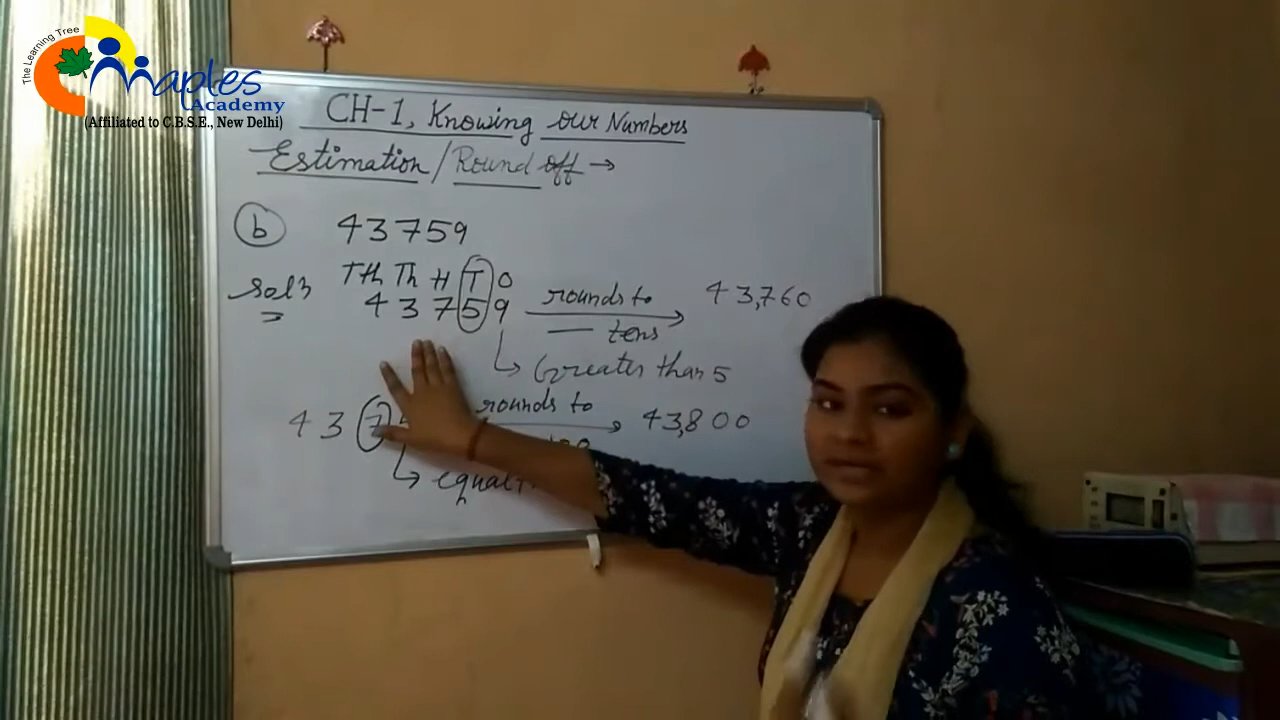 The Learning Tree
Maples
Academy
(Affiliated to C.B.S.E., New Delhi)
CH-1, Knowing our Numbers
Estimation / Round off →
b 43759
Soln TTh Th H T O
4 3 7 5 9 rounds to 43,760
tens
Greater than 5
4 3 7 rounds to 43,800
equal